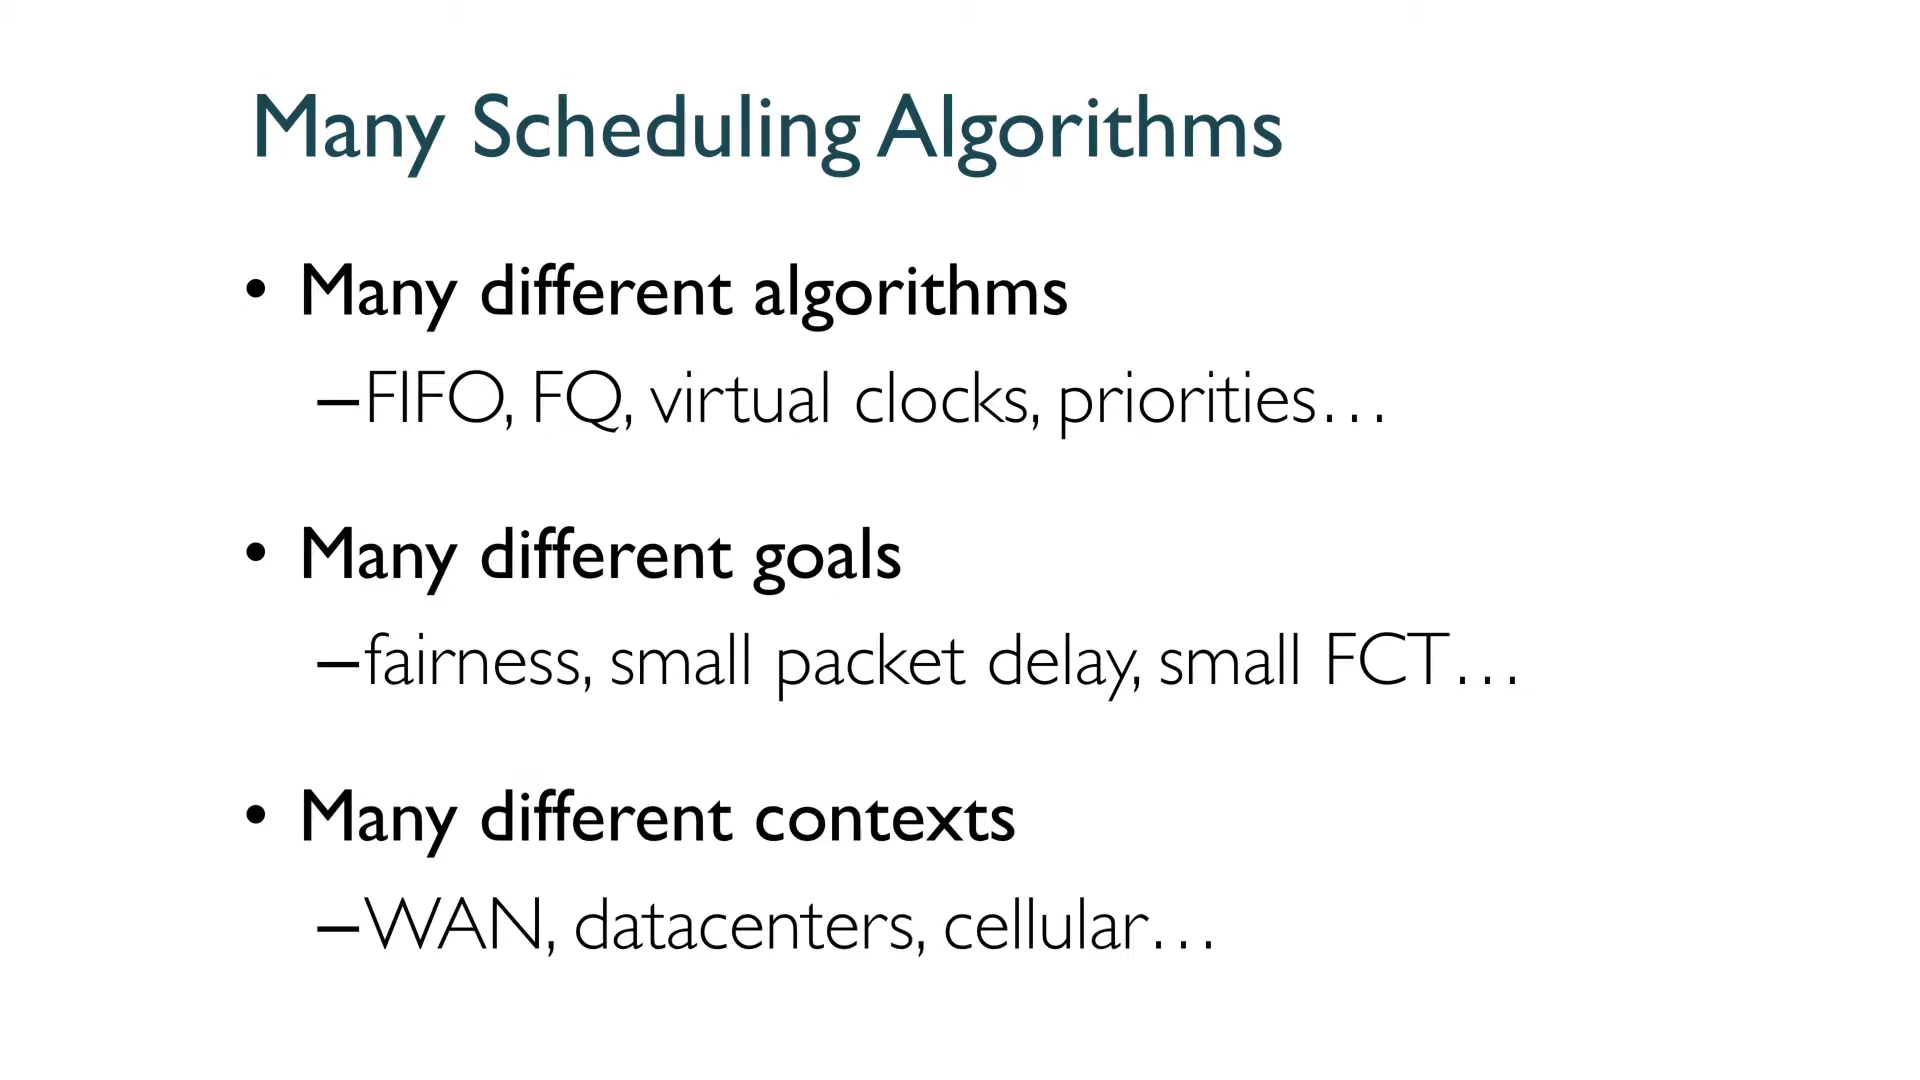 Many Scheduling Algorithms
• Many different algorithms
–FIFO, FQ, virtual clocks, priorities…
• Many different goals
–fairness, small packet delay, small FCT…
• Many different contexts
–WAN, datacenters, cellular…